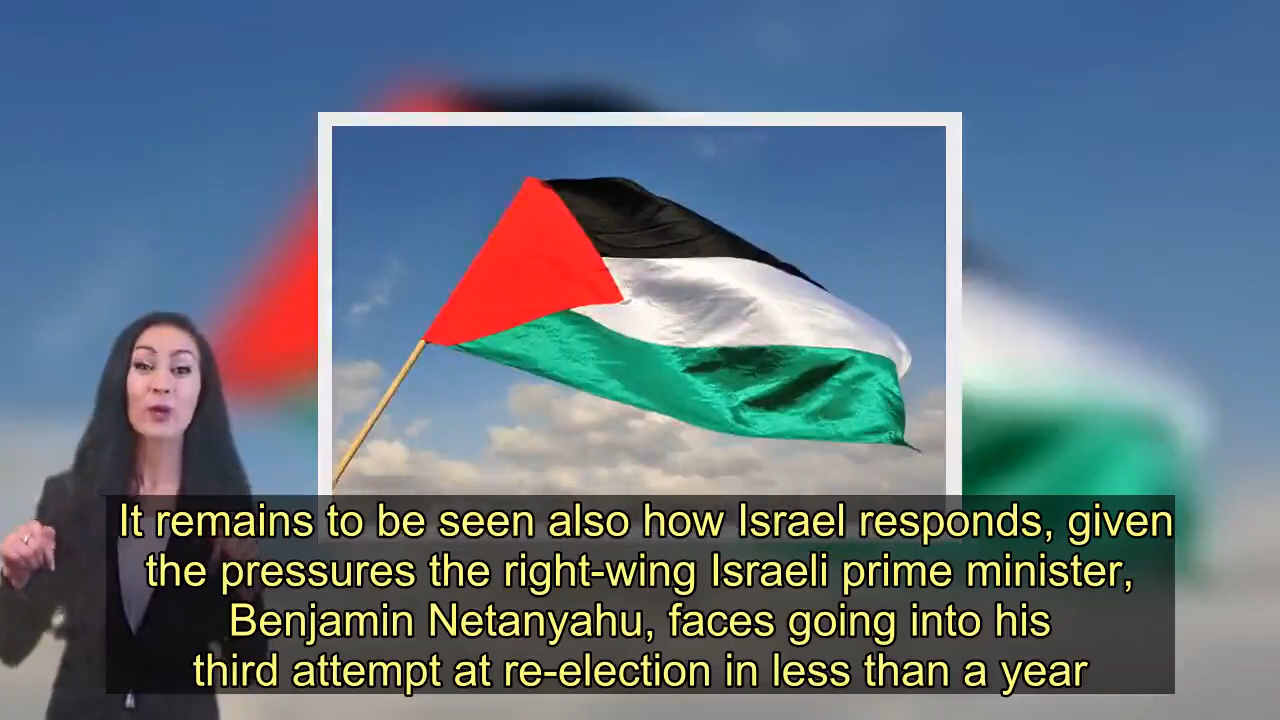 It remains to be seen also how Israel responds, given
the pressures the right-wing Israeli prime minister,
Benjamin Netanyahu, faces going into his
third attempt at re-election in less than a year